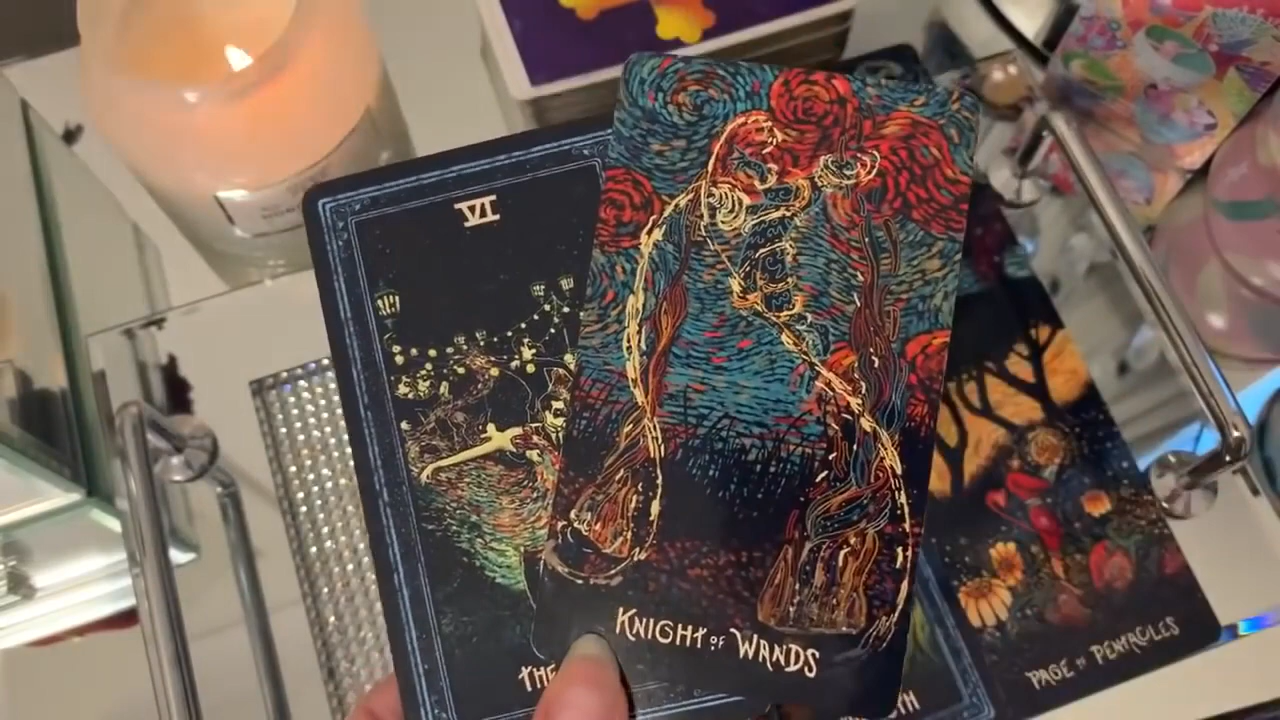 VI
KNIGHT OF WANDS
THE
PAGE OF PENTACLES